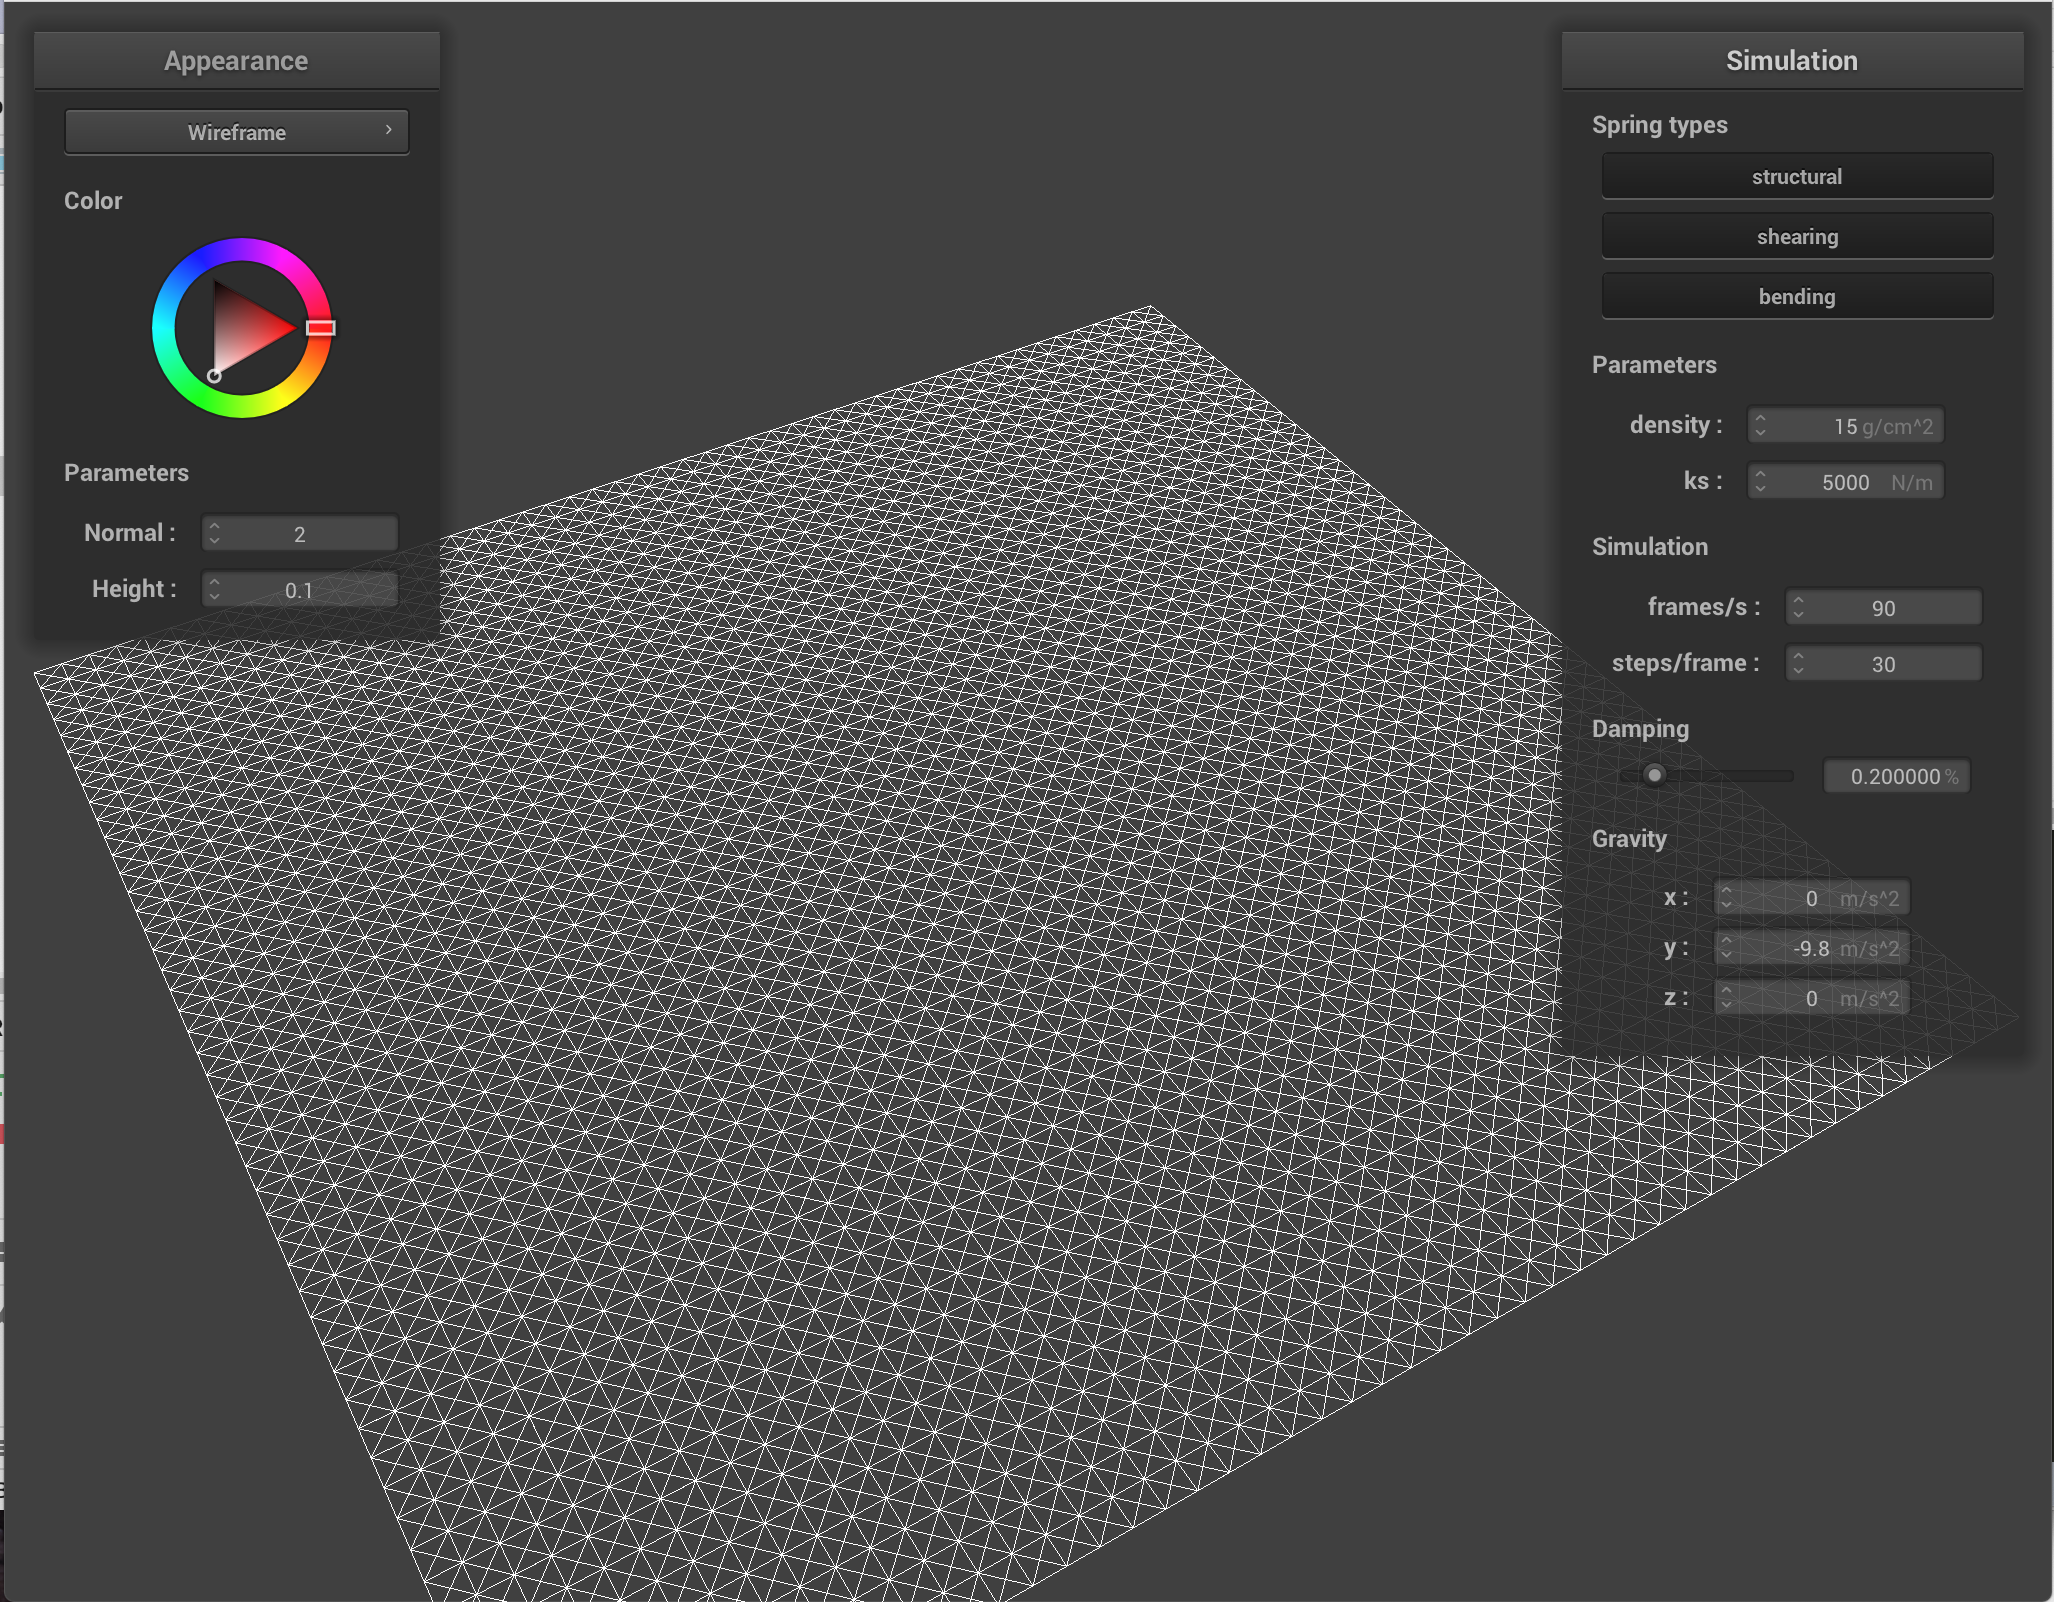 Appearance
Wireframe
Color
Parameters
Normal : 2
Height : 0.1
Simulation
Spring types
structural
shearing
bending
Parameters
density : 15 g/cm^2
ks : 5000 N/m
Simulation
frames/s : 90
steps/frame : 30
Damping
0.200000 %
Gravity
x : 0 m/s^2
y : -9.8 m/s^2
z : 0 m/s^2